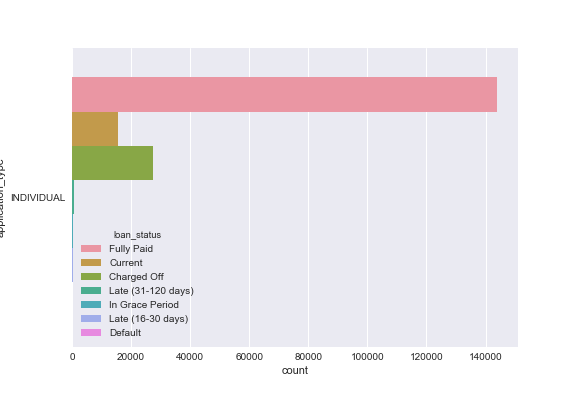 application_type
INDIVIDUAL
loan_status
Fully Paid
Current
Charged Off
Late (31-120 days)
In Grace Period
Late (16-30 days)
Default
0 20000 40000 60000 80000 100000 120000 140000
count